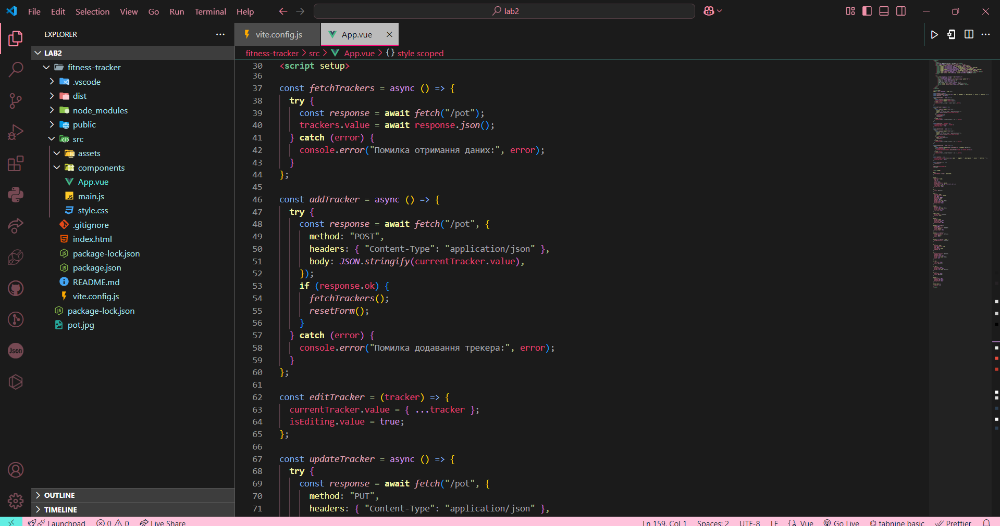 File Edit Selection View Go Run Terminal Help
lab2
EXPLORER
LAB2
fitness-tracker
.vscode
dist
node_modules
public
src
assets
components
App.vue
main.js
style.css
.gitignore
index.html
package-lock.json
package.json
README.md
vite.config.js
package-lock.json
pot.jpg
OUTLINE
TIMELINE
Json
vite.config.js App.vue
fitness-tracker > src > App.vue > {} style scoped
30 <script setup>
36
37 const fetchTrackers = async () => {
38 try {
39 const response = await fetch("/pot");
40 trackers.value = await response.json();
41 } catch (error) {
42 console.error("Помилка отримання даних:", error);
43 }
44 };
45
46 const addTracker = async () => {
47 try {
48 const response = await fetch("/pot", {
49 method: "POST",
50 headers: { "Content-Type": "application/json" },
51 body: JSON.stringify(currentTracker.value),
52 });
53 if (response.ok) {
54 fetchTrackers();
55 resetForm();
56 }
57 } catch (error) {
58 console.error("Помилка додавання трекера:", error);
59 }
60 };
61
62 const editTracker = (tracker) => {
63 currentTracker.value = { ...tracker };
64 isEditing.value = true;
65 };
66
67 const updateTracker = async () => {
68 try {
69 const response = await fetch("/pot", {
70 method: "PUT",
71 headers: { "Content-Type": "application/json" },
Launchpad 0 0 Live Share Ln 159, Col 1 Spaces: 2 UTF-8 LF Vue Go Live tabnine basic Prettier